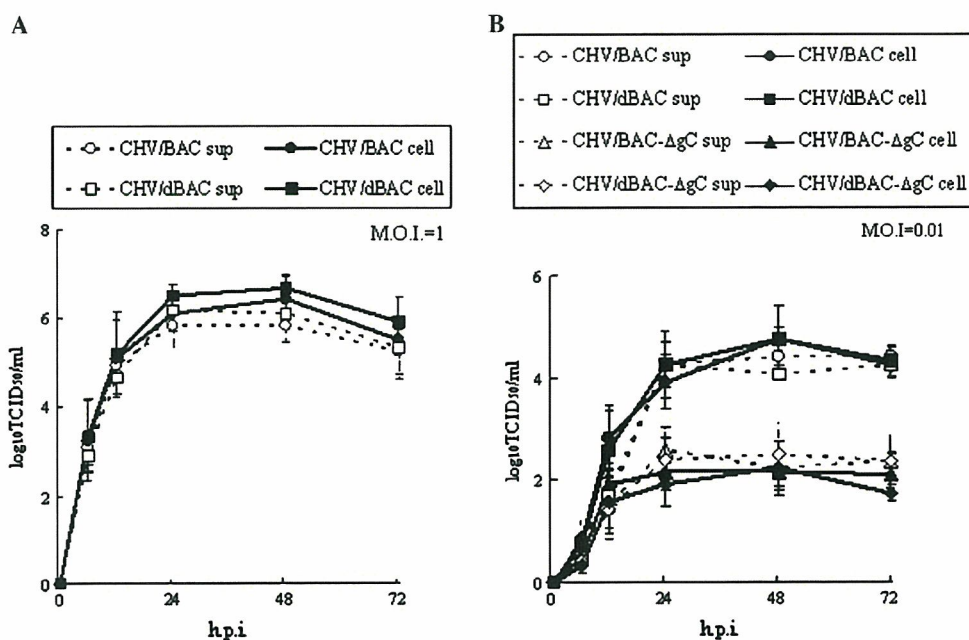 A
CHV/BAC sup
CHV/BAC cell
CHV/dBAC sup
CHV/dBAC cell
M.O.I.=1
log10TCID50/ml
8
6
4
2
0
0
24
48
72
h.p.i
B
CHV/BAC sup
CHV/BAC cell
CHV/dBAC sup
CHV/dBAC cell
CHV/BAC-ΔgC sup
CHV/BAC-ΔgC cell
CHV/dBAC-ΔgC sup
CHV/dBAC-ΔgC cell
M.O.I=0.01
log10TCID50/ml
6
4
2
0
0
24
48
72
h.p.i